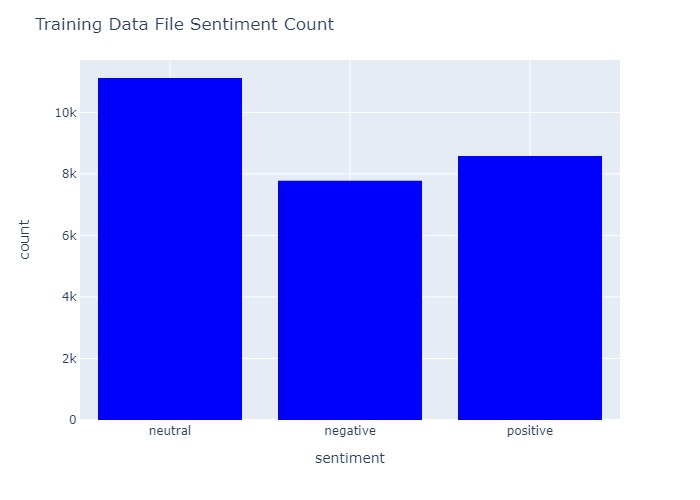 Training Data File Sentiment Count
10k
8k
6k
4k
2k
0
count
neutral negative positive
sentiment